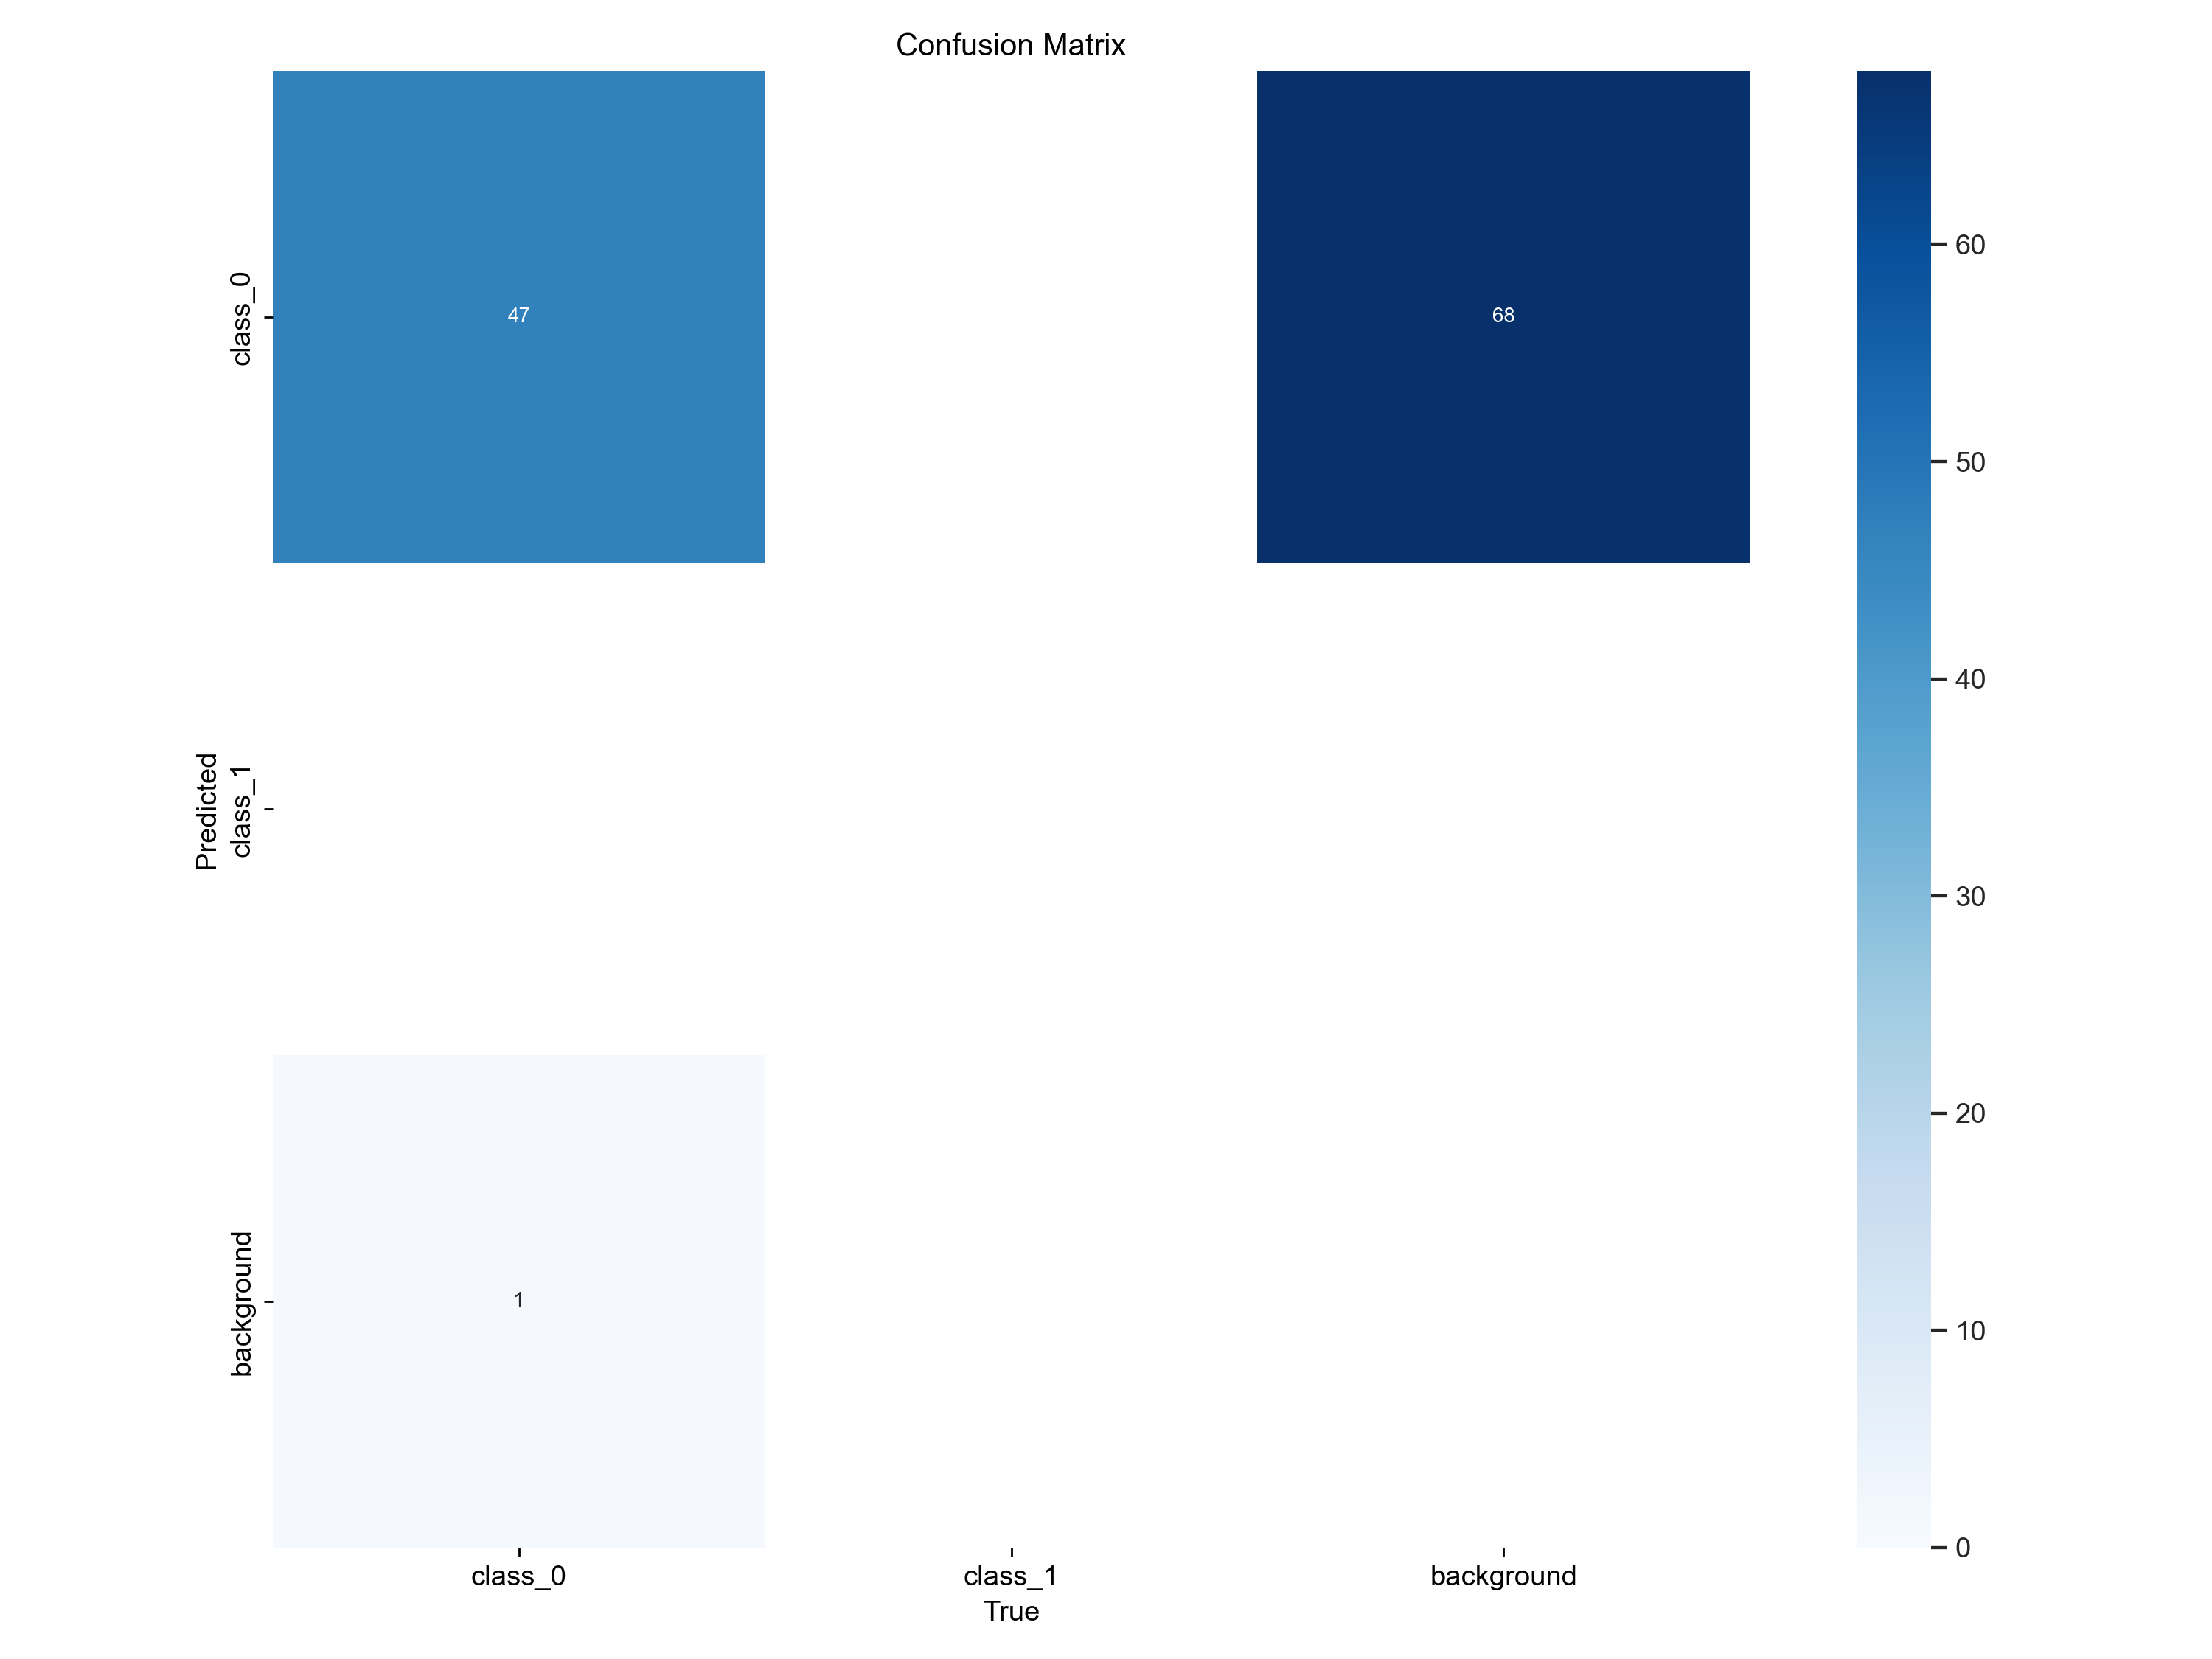 Confusion Matrix
class_0
47
68
60
50
40
30
20
10
0
Predicted
class_1
background
1
class_0
class_1
background
True